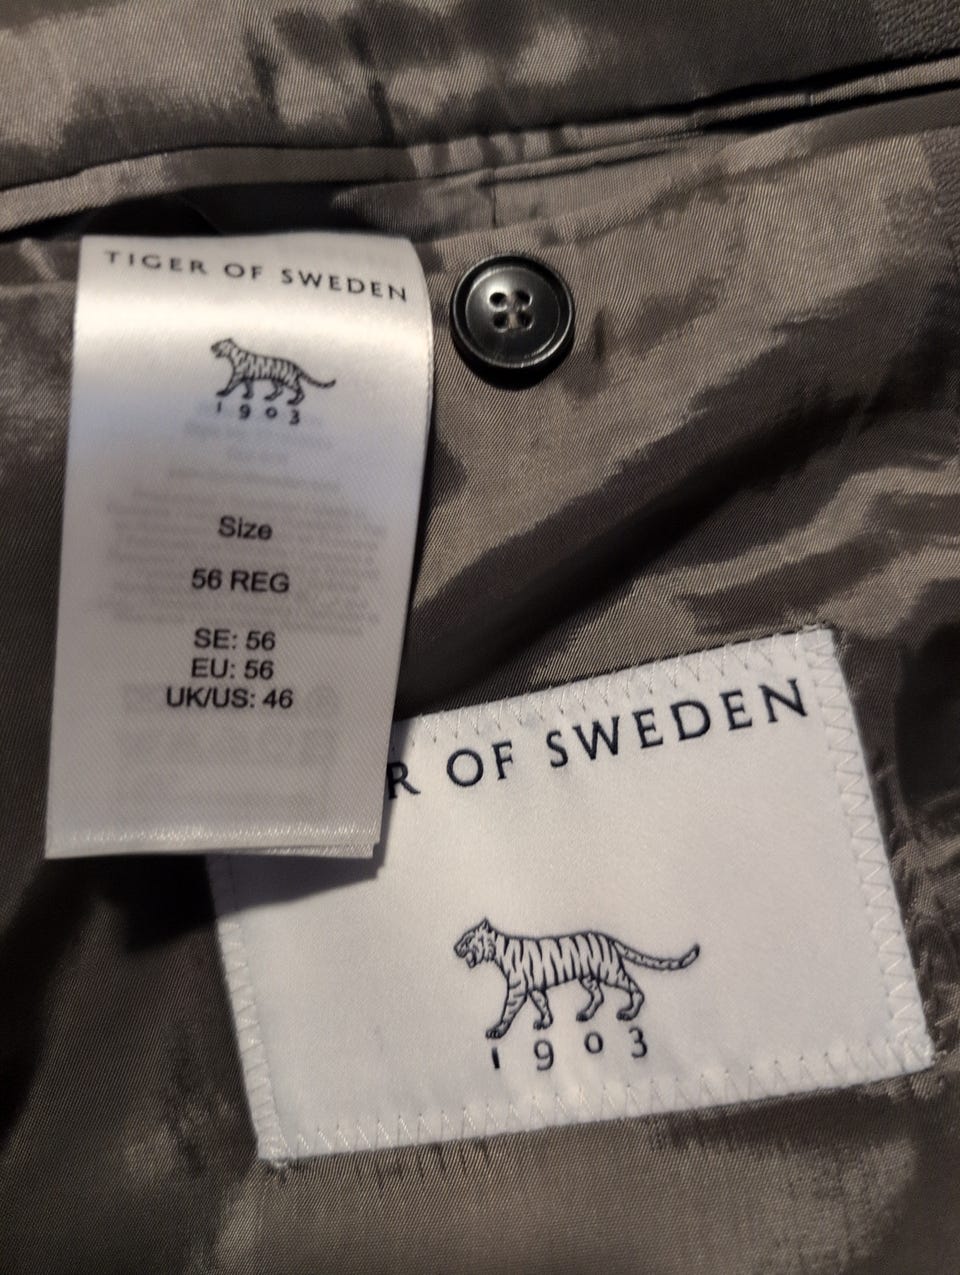 TIGER OF SWEDEN
1903
Size
56 REG
SE: 56
EU: 56
UK/US: 46
R OF SWEDEN
1903